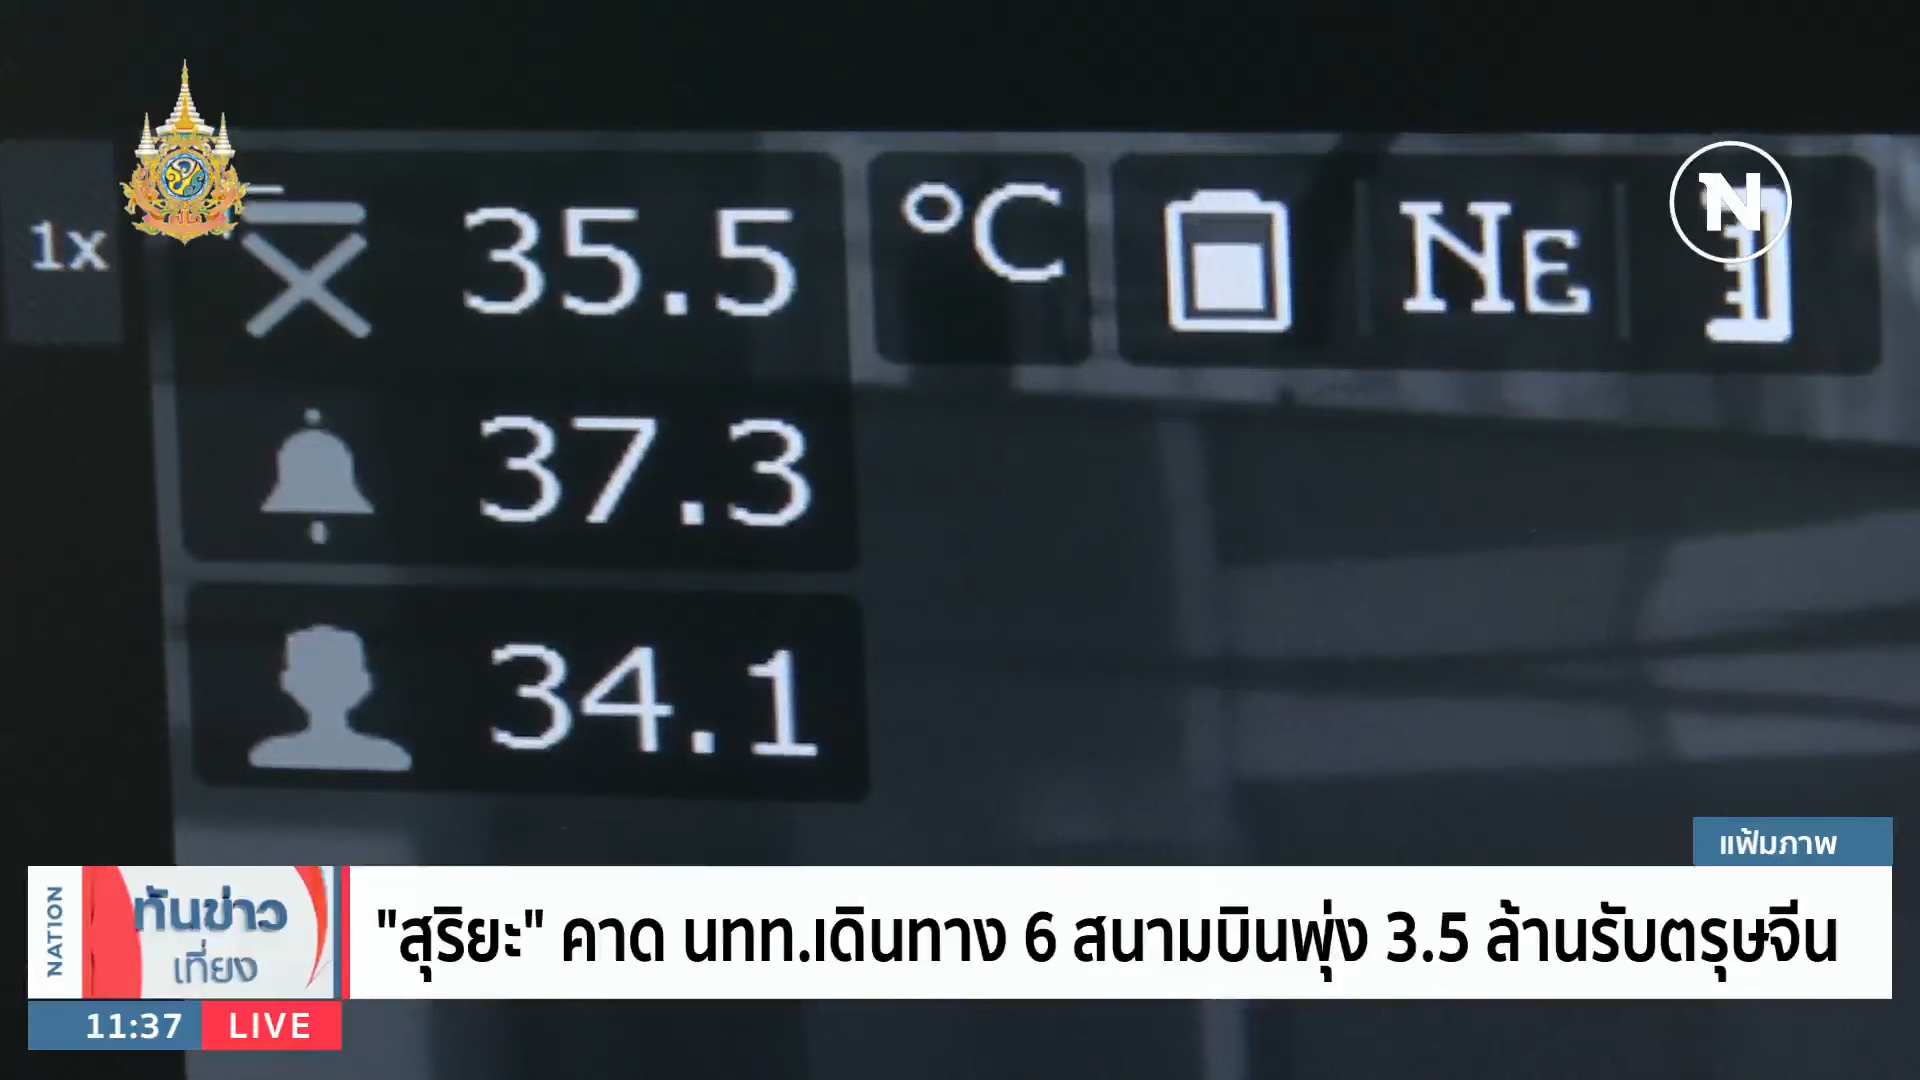 1x
35.5
°C
Nε
N
37.3
34.1
แฟ้มภาพ
NATION
ทันข่าว
เที่ยง
"สุริยะ" คาด นทท.เดินทาง 6 สนามบินพุ่ง 3.5 ล้านรับตรุษจีน
11:37
LIVE